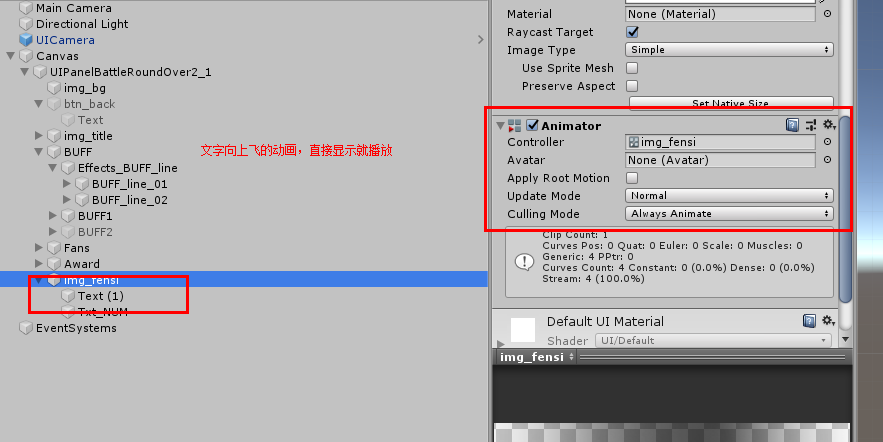 Main Camera
Directional Light
UICamera
Canvas
UIPanelBattleRoundOver2_1
img_bg
btn_back
Text
img_title
BUFF
Effects_BUFF_line
BUFF_line_01
BUFF_line_02
BUFF1
BUFF2
Fans
Award
img_fensi
Text (1)
Txt_NUM
EventSystems
文字向上飞的动画，直接显示就播放
Material None (Material)
Raycast Target
Image Type Simple
Use Sprite Mesh
Preserve Aspect
Set Native Size
Animator
Controller img_fensi
Avatar None (Avatar)
Apply Root Motion
Update Mode Normal
Culling Mode Always Animate
Clip Count: 1
Curves Pos: 0 Quat: 0 Euler: 0 Scale: 0 Muscles: 0
Generic: 4 PPtr: 0
Curves Count: 4 Constant: 0 (0.0%) Dense: 0 (0.0%)
Stream: 4 (100.0%)
Default UI Material
Shader UI/Default
img_fensi